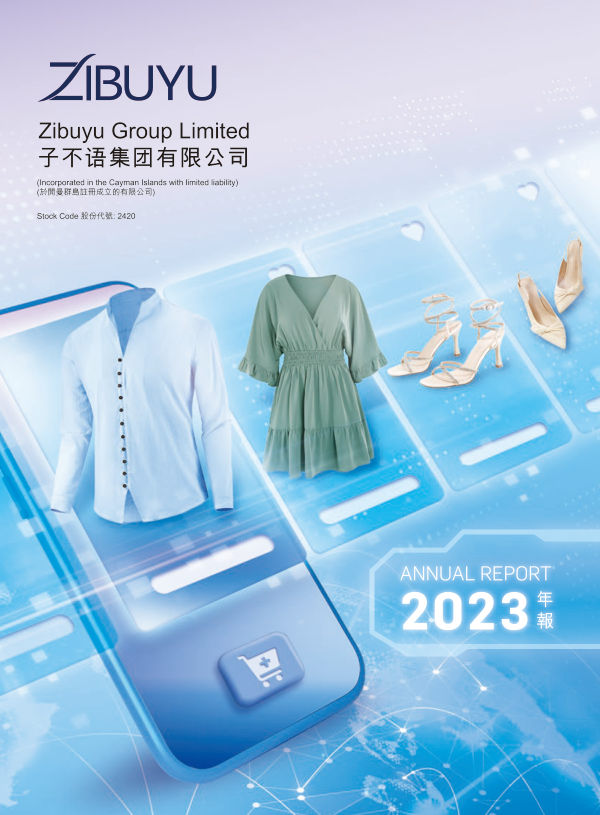 ZIBUYU
Zibuyu Group Limited
子不语集团有限公司
(Incorporated in the Cayman Islands with limited liability)
(於開曼群島註冊成立的有限公司)
Stock Code 股份代號: 2420
ANNUAL REPORT
2023 年報